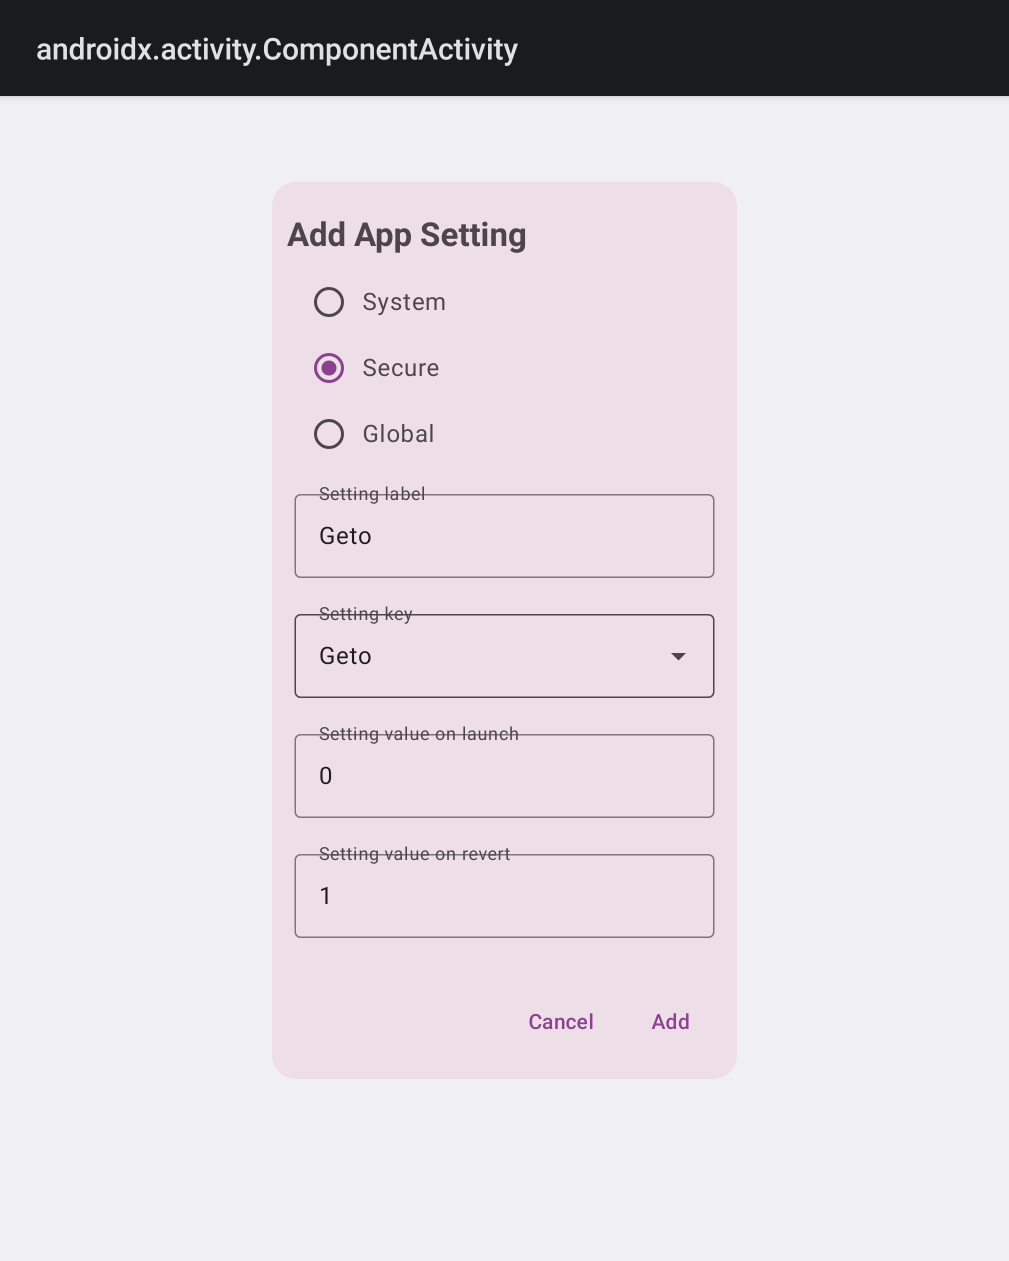 androidx.activity.ComponentActivity
Add App Setting
System
Secure
Global
Setting label
Geto
Setting key
Geto
Setting value on launch
0
Setting value on revert
1
Cancel Add